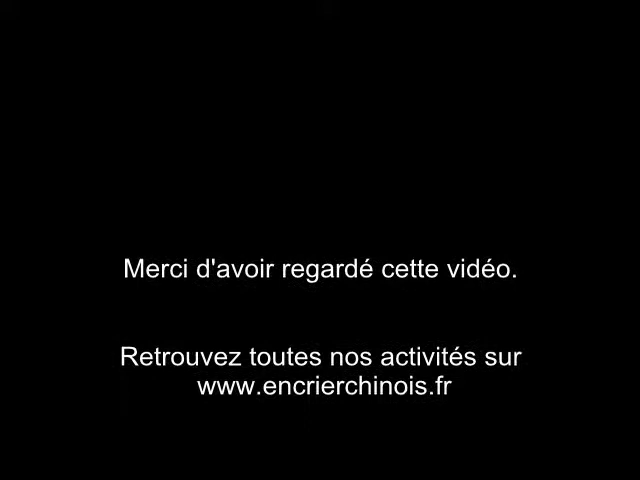 Merci d'avoir regardé cette vidéo.
Retrouvez toutes nos activités sur
www.encrierchinois.fr